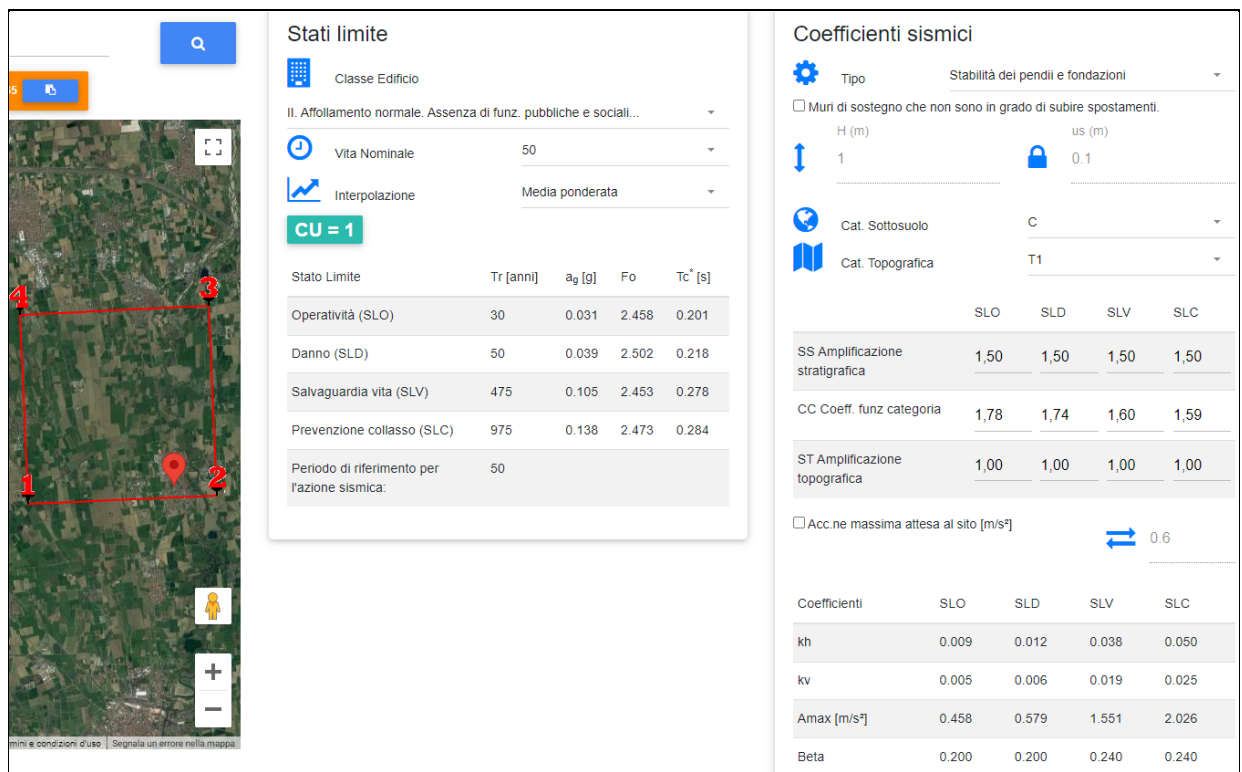 35
4
3
1
2
rmini e condizioni d'uso
Segnala un errore nella mappa
Stati limite
Classe Edificio
II. Affollamento normale. Assenza di funz. pubbliche e sociali...
Vita Nominale 50
Interpolazione Media ponderata
CU = 1
Stato Limite Tr [anni] ag [g] Fo Tc* [s]
Operatività (SLO) 30 0.031 2.458 0.201
Danno (SLD) 50 0.039 2.502 0.218
Salvaguardia vita (SLV) 475 0.105 2.453 0.278
Prevenzione collasso (SLC) 975 0.138 2.473 0.284
Periodo di riferimento per 50
l'azione sismica:
Coefficienti sismici
Tipo Stabilità dei pendii e fondazioni
Muri di sostegno che non sono in grado di subire spostamenti.
H (m) us (m)
1 0.1
Cat. Sottosuolo C
Cat. Topografica T1
SLO SLD SLV SLC
SS Amplificazione 1,50 1,50 1,50 1,50
stratigrafica
CC Coeff. funz categoria 1,78 1,74 1,60 1,59
ST Amplificazione 1,00 1,00 1,00 1,00
topografica
Acc.ne massima attesa al sito [m/s²]
0.6
Coefficienti SLO SLD SLV SLC
kh 0.009 0.012 0.038 0.050
kv 0.005 0.006 0.019 0.025
Amax [m/s²] 0.458 0.579 1.551 2.026
Beta 0.200 0.200 0.240 0.240